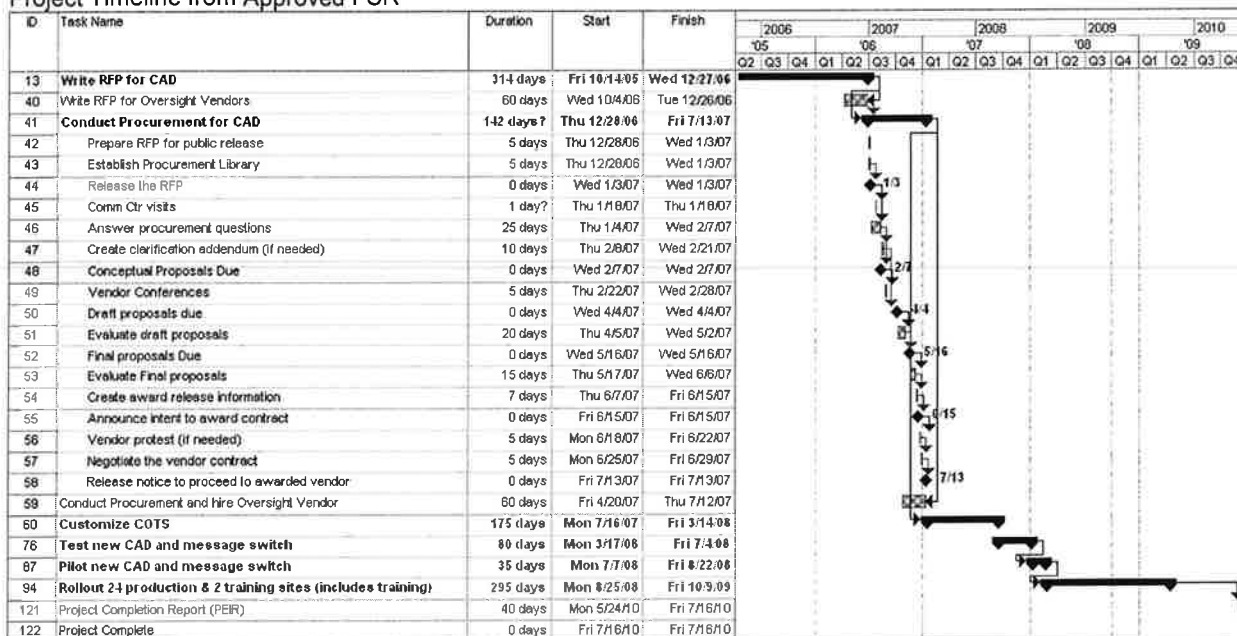 Project Timeline from Approved FSR
ID Task Name Duration Start Finish 2006 2007 2008 2009 2010
'05 '06 '07 '08 '09
Q2 Q3 Q4 Q1 Q2 Q3 Q4 Q1 Q2 Q3 Q4 Q1 Q2 Q3 Q4 Q1 Q2 Q3 Q4
13 Write RFP for CAD 314 days Fri 10/14/05 Wed 12/27/06
40 Write RFP for Oversight Vendors 60 days Wed 10/4/06 Tue 12/26/06
41 Conduct Procurement for CAD 142 days? Thu 12/28/06 Fri 7/13/07
42 Prepare RFP for public release 5 days Thu 12/28/06 Wed 1/3/07
43 Establish Procurement Library 5 days Thu 12/28/06 Wed 1/3/07
44 Release the RFP 0 days Wed 1/3/07 Wed 1/3/07 1/3
45 Comm Ctr visits 1 day? Thu 1/18/07 Thu 1/18/07
46 Answer procurement questions 25 days Thu 1/4/07 Wed 2/7/07
47 Create clarification addendum (if needed) 10 days Thu 2/8/07 Wed 2/21/07
48 Conceptual Proposals Due 0 days Wed 2/7/07 Wed 2/7/07 2/7
49 Vendor Conferences 5 days Thu 2/22/07 Wed 2/28/07
50 Draft proposals due 0 days Wed 4/4/07 Wed 4/4/07 4/4
51 Evaluate draft proposals 20 days Thu 4/5/07 Wed 5/2/07
52 Final proposals Due 0 days Wed 5/16/07 Wed 5/16/07 5/16
53 Evaluate Final proposals 15 days Thu 5/17/07 Wed 6/6/07
54 Create award release information 7 days Thu 6/7/07 Fri 6/15/07
55 Announce intent to award contract 0 days Fri 6/15/07 Fri 6/15/07 6/15
56 Vendor protest (if needed) 5 days Mon 6/18/07 Fri 6/22/07
57 Negotiate the vendor contract 5 days Mon 6/25/07 Fri 6/29/07
58 Release notice to proceed to awarded vendor 0 days Fri 7/13/07 Fri 7/13/07 7/13
59 Conduct Procurement and hire Oversight Vendor 60 days Fri 4/20/07 Thu 7/12/07
60 Customize COTS 175 days Mon 7/16/07 Fri 3/14/08
76 Test new CAD and message switch 80 days Mon 3/17/08 Fri 7/4/08
87 Pilot new CAD and message switch 35 days Mon 7/7/08 Fri 8/22/08
94 Rollout 24 production & 2 training sites (includes training) 295 days Mon 8/25/08 Fri 10/9/09
121 Project Completion Report (PEIR) 40 days Mon 5/24/10 Fri 7/16/10
122 Project Complete 0 days Fri 7/16/10 Fri 7/16/10